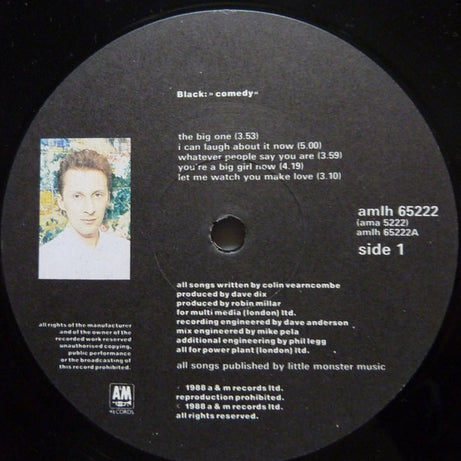 Black: "comedy"
the big one (3.53)
i can laugh about it now (5.00)
whatever people say you are (3.59)
you're a big girl now (4.19)
let me watch you make love (3.10)
amlh 65222
(ama 5222)
amlh 65222A
side 1
all songs written by colin vearncombe
produced by dave dix
produced by robin millar
for multi media (london) ltd.
recording engineered by dave anderson
mix engineered by mike pela
additional engineering by phil legg
all for power plant (london) ltd.
all songs published by little monster music
all rights of the manufacturer
and of the owner of the
recorded work reserved
unauthorised copying,
public performance
or the broadcasting of
this record prohibited.
A&M
RECORDS
1988 a & m records ltd.
reproduction prohibited.
1988 a & m records ltd.
all rights reserved.